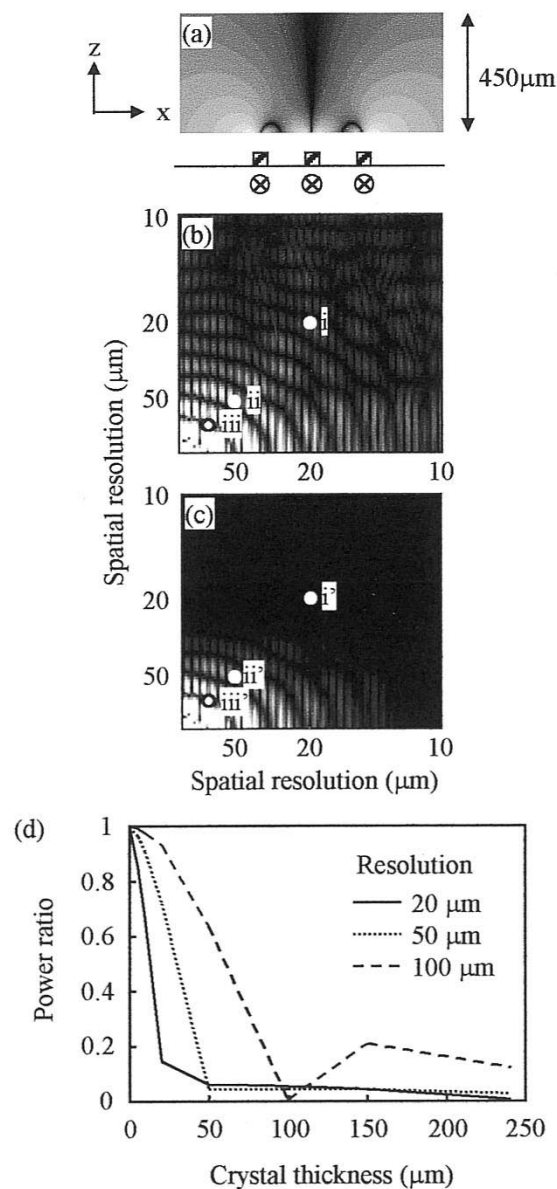 (a)
z
x
450μm
(b)
10
20
50
i
ii
iii
50 20 10
(c)
10
20
50
i'
ii'
iii'
50 20 10
Spatial resolution (μm)
Spatial resolution (μm)
(d)
1
0.8
0.6
0.4
0.2
0
Power ratio
Resolution
20 μm
50 μm
100 μm
0 50 100 150 200 250
Crystal thickness (μm)